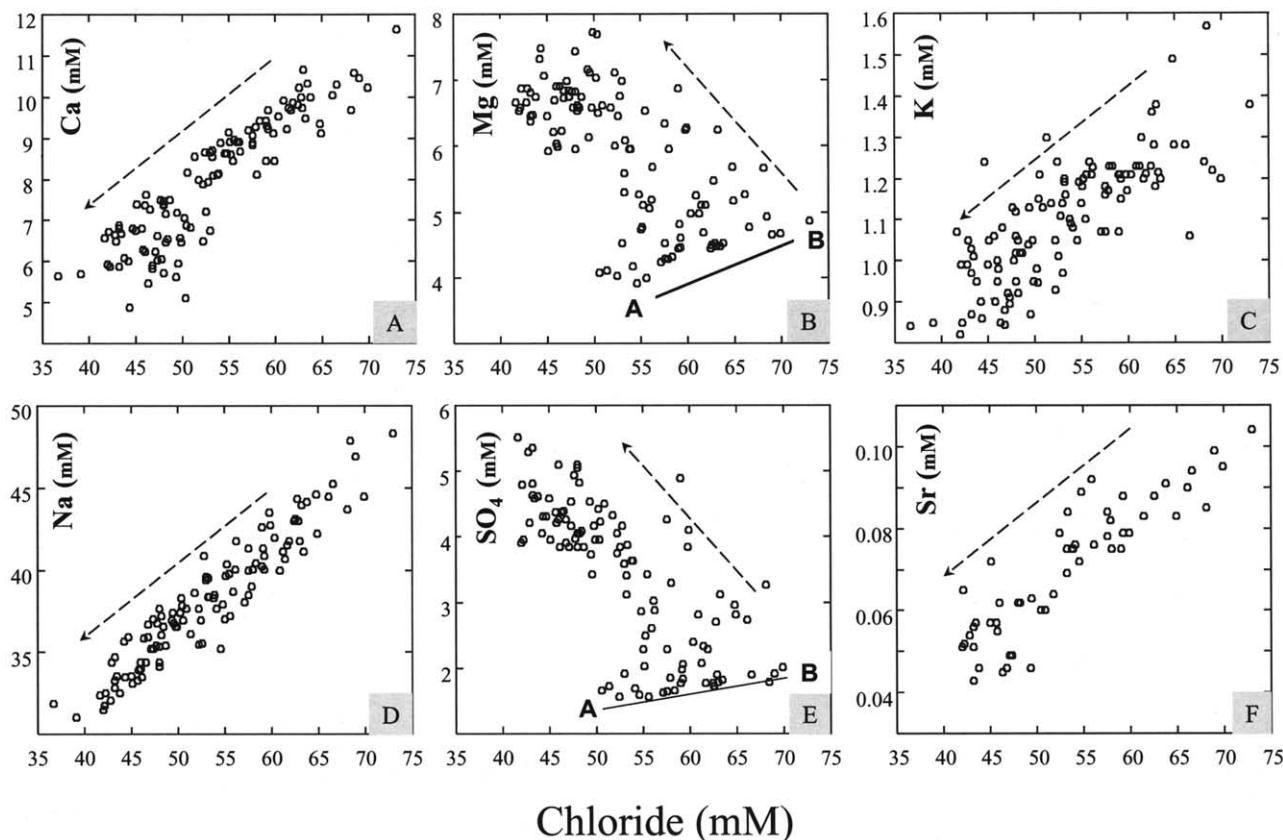 Ca (mM)
12
11
10
9
8
7
6
5
35 40 45 50 55 60 65 70 75
A
Mg (mM)
8
7
6
5
4
3
A B
35 40 45 50 55 60 65 70 75
B
K (mM)
1.6
1.5
1.4
1.3
1.2
1.1
1.0
0.9
35 40 45 50 55 60 65 70 75
C
Na (mM)
50
45
40
35
35 40 45 50 55 60 65 70 75
D
SO4 (mM)
6
5
4
3
2
1
A B
35 40 45 50 55 60 65 70 75
E
Sr (mM)
0.10
0.08
0.06
0.04
35 40 45 50 55 60 65 70 75
F
Chloride (mM)